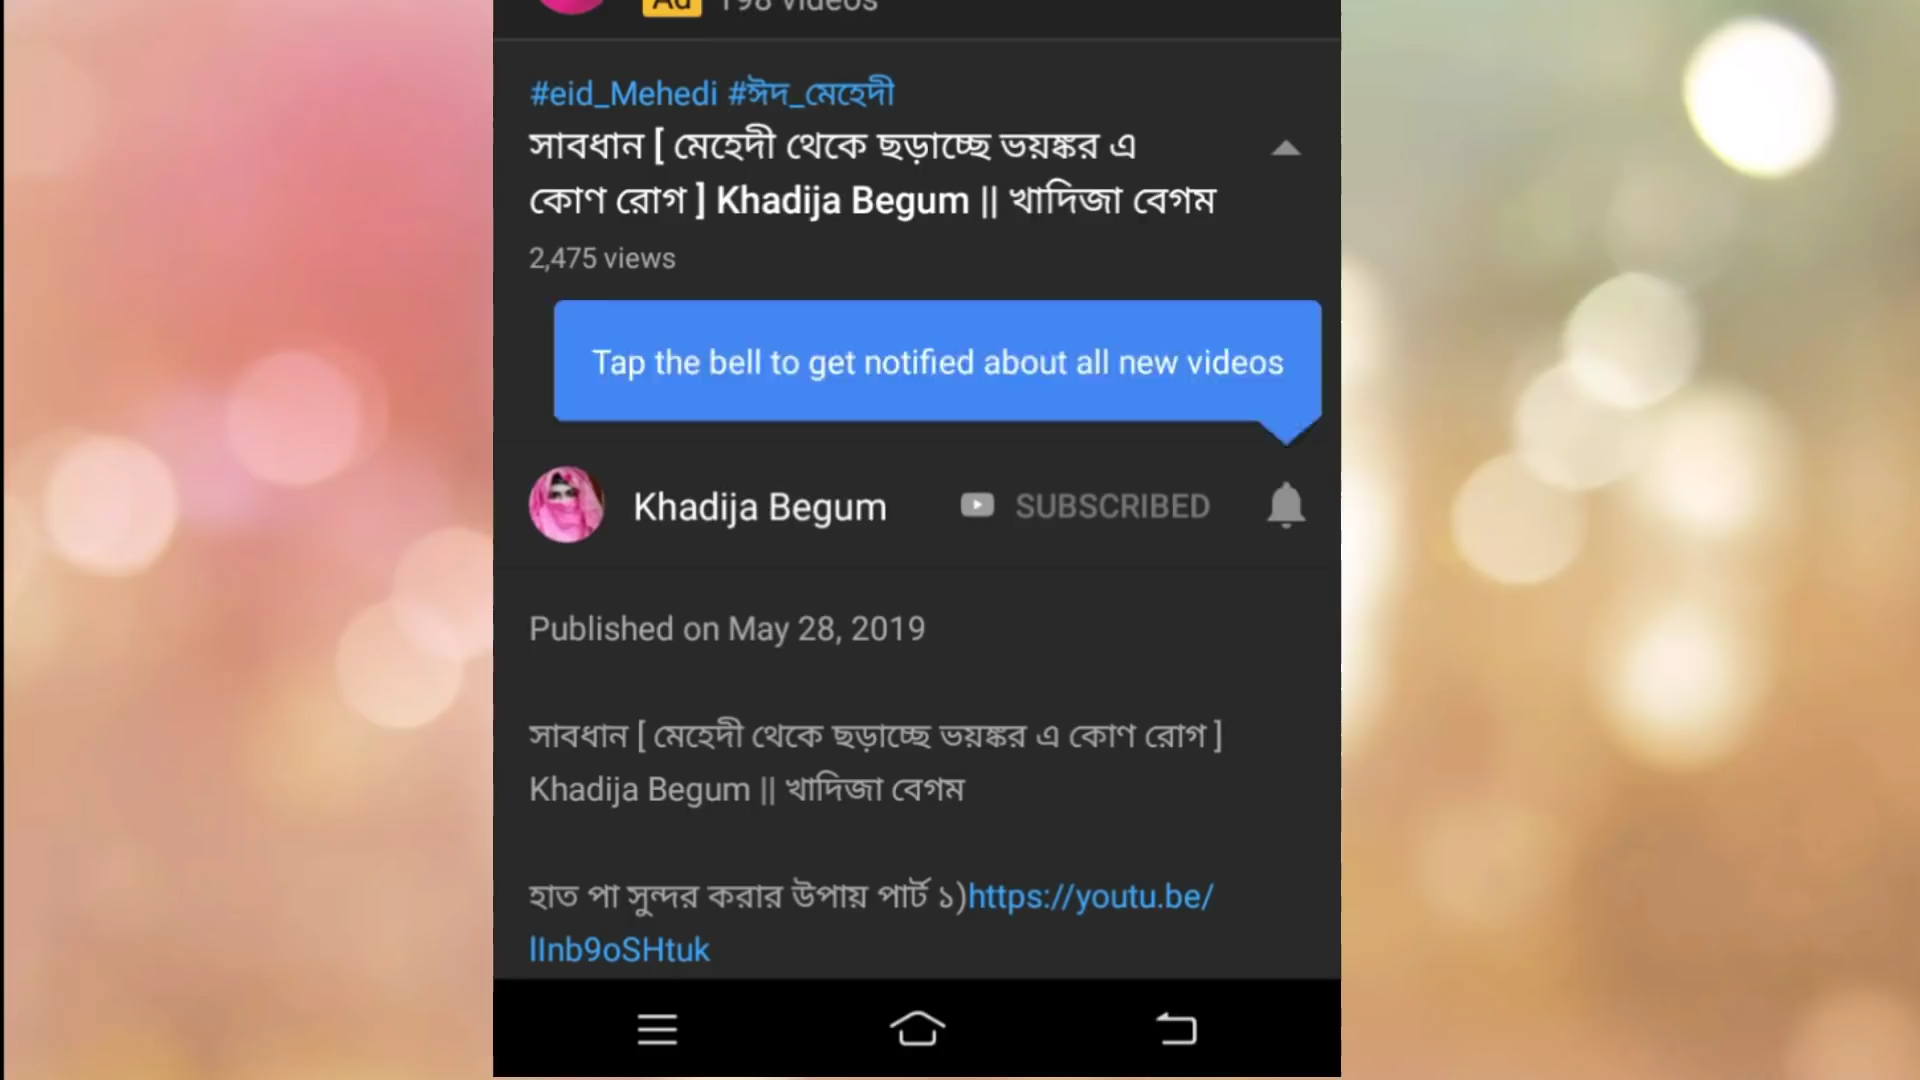 Ad 198 videos
#eid_Mehedi #ঈদ_মেহেদী
সাবধান [ মেহেদী থেকে ছড়াচ্ছে ভয়ঙ্কর এ
কোণ রোগ ] Khadija Begum || খাদিজা বেগম
2,475 views
Tap the bell to get notified about all new videos
Khadija Begum SUBSCRIBED
Published on May 28, 2019
সাবধান [ মেহেদী থেকে ছড়াচ্ছে ভয়ঙ্কর এ কোণ রোগ ]
Khadija Begum || খাদিজা বেগম
হাত পা সুন্দর করার উপায় পার্ট ১)https://youtu.be/
lInb9oSHtuk